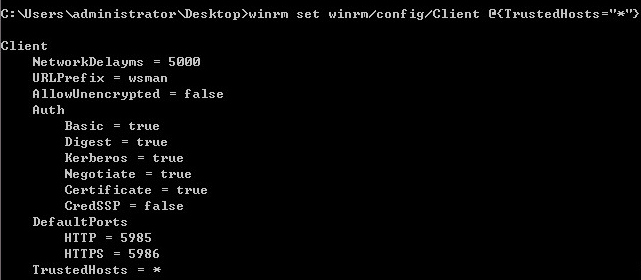 C:\Users\administrator\Desktop>winrm set winrm/config/Client @{TrustedHosts="*"}
Client
NetworkDelayms = 5000
URLPrefix = wsman
AllowUnencrypted = false
Auth
Basic = true
Digest = true
Kerberos = true
Negotiate = true
Certificate = true
CredSSP = false
DefaultPorts
HTTP = 5985
HTTPS = 5986
TrustedHosts = *